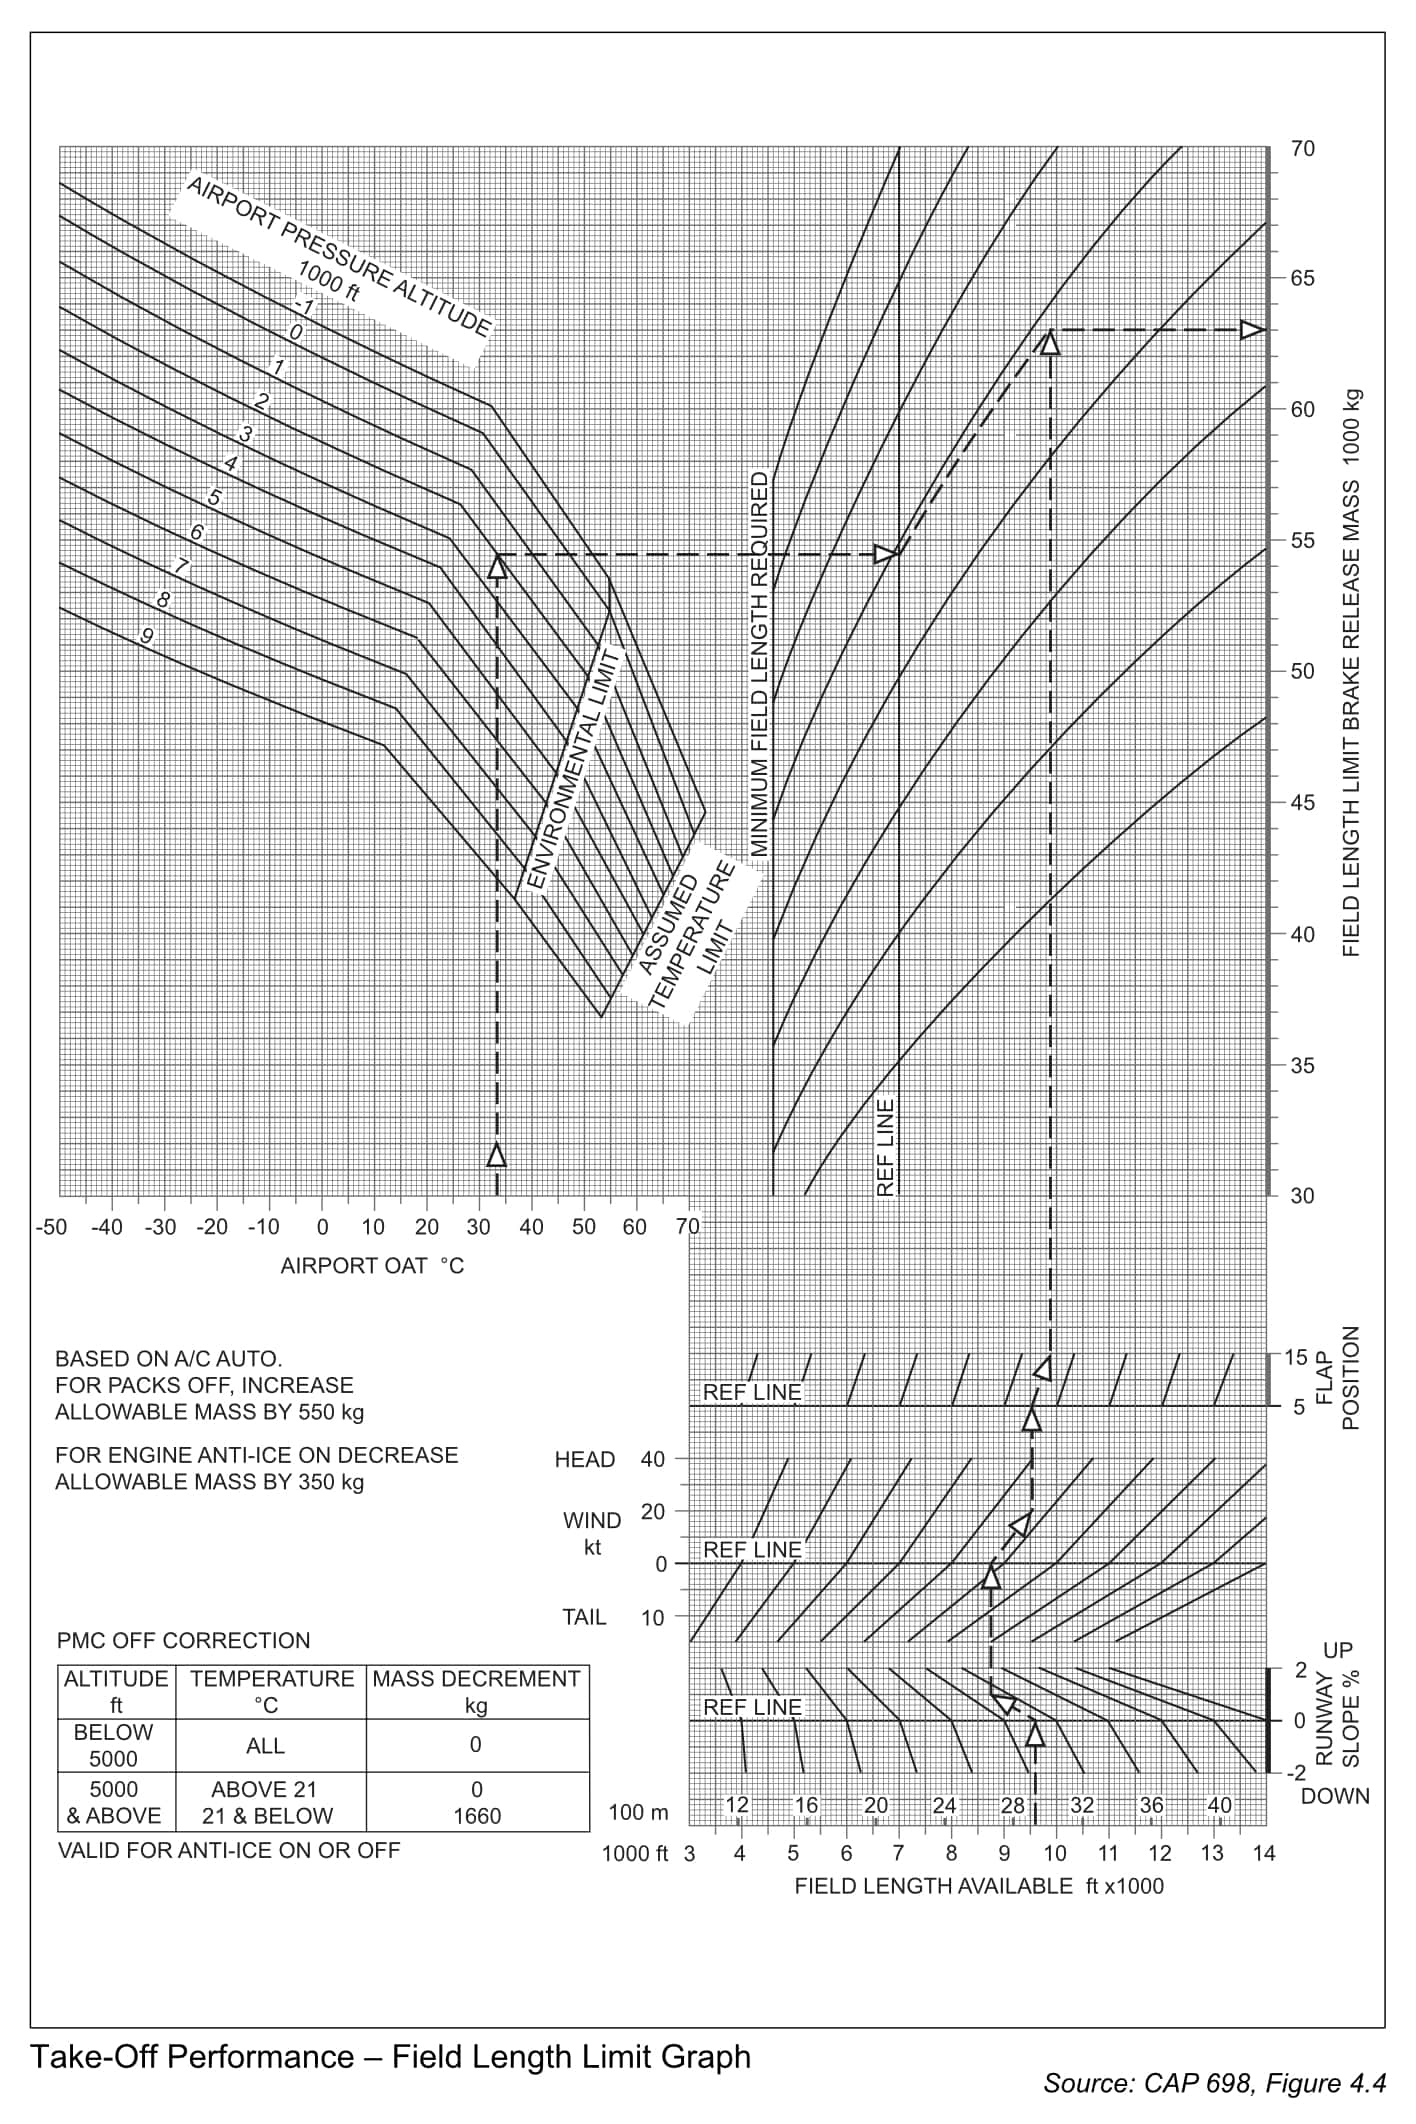 AIRPORT PRESSURE ALTITUDE
1000 ft
-1
0
1
2
3
4
5
6
7
8
9
ENVIRONMENTAL LIMIT
ASSUMED
TEMPERATURE
LIMIT
MINIMUM FIELD LENGTH REQUIRED
REF LINE
70
65
60
55
50
45
40
35
30
FIELD LENGTH LIMIT BRAKE RELEASE MASS 1000 kg
-50 -40 -30 -20 -10 0 10 20 30 40 50 60 70
AIRPORT OAT °C
BASED ON A/C AUTO.
FOR PACKS OFF, INCREASE
ALLOWABLE MASS BY 550 kg
FOR ENGINE ANTI-ICE ON DECREASE
ALLOWABLE MASS BY 350 kg
REF LINE
15
5
FLAP
POSITION
HEAD 40
20
WIND
kt
0
REF LINE
TAIL 10
PMC OFF CORRECTION
ALTITUDE
ft
TEMPERATURE
°C
MASS DECREMENT
kg
BELOW
5000
ALL
0
5000
& ABOVE
ABOVE 21
21 & BELOW
0
1660
VALID FOR ANTI-ICE ON OR OFF
REF LINE
UP
2
0
-2
DOWN
RUNWAY
SLOPE %
100 m 12 16 20 24 28 32 36 40
1000 ft 3 4 5 6 7 8 9 10 11 12 13 14
FIELD LENGTH AVAILABLE ft x1000
Take-Off Performance – Field Length Limit Graph
Source: CAP 698, Figure 4.4